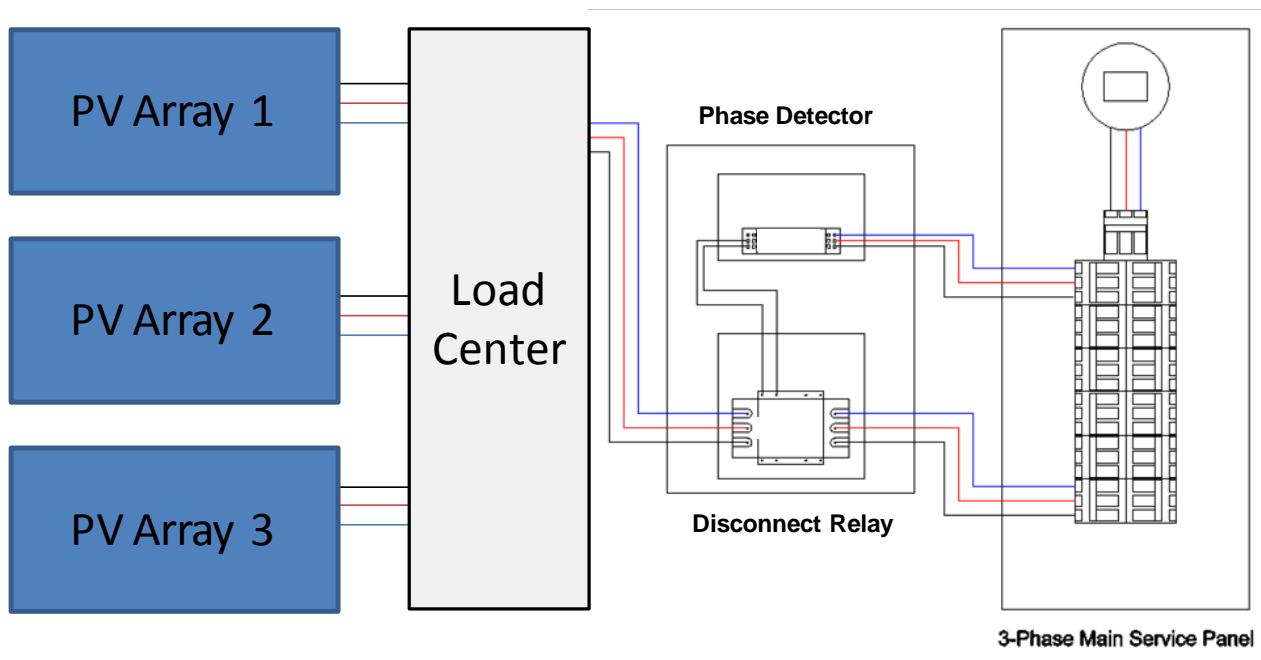 PV Array 1
PV Array 2
PV Array 3
Load
Center
Phase Detector
Disconnect Relay
3-Phase Main Service Panel